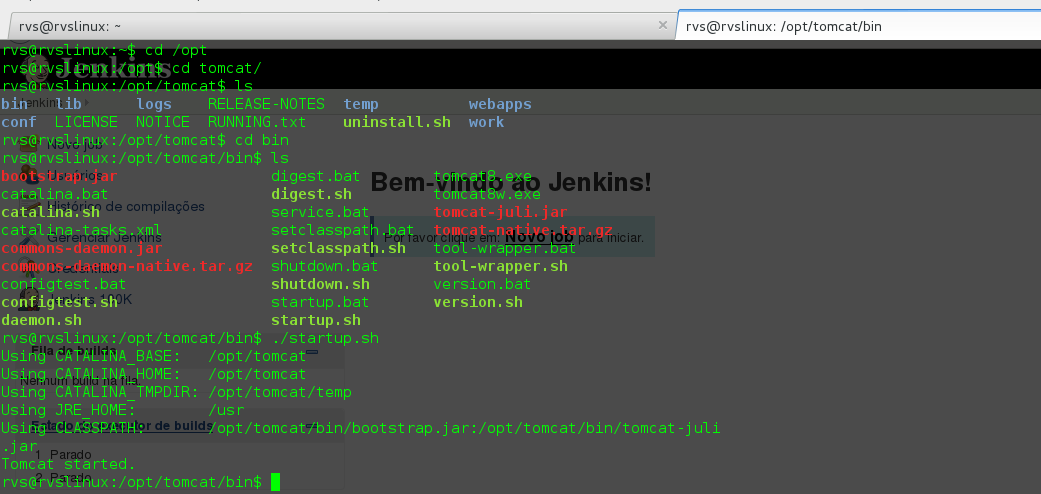 rvs@rvslinux: ~ × rvs@rvslinux: /opt/tomcat/bin
rvs@rvslinux:~$ cd /opt
rvs@rvslinux:/opt$ cd tomcat/
Jenkins
rvs@rvslinux:/opt/tomcat$ ls
bin lib logs RELEASE-NOTES temp webapps
Jenkins ›
conf LICENSE NOTICE RUNNING.txt uninstall.sh work
rvs@rvslinux:/opt/tomcat$ cd bin
Novo job
rvs@rvslinux:/opt/tomcat/bin$ ls
bootstrap.jar digest.bat tomcat8.exe
Bem-vindo ao Jenkins!
catalina.bat digest.sh tomcat8w.exe
catalina.sh service.bat tomcat-juli.jar
Histórico de compilações
catalina-tasks.xml setclasspath.bat tomcat-native.tar.gz
Gerenciar Jenkins
Por favor clique em: Novo job para iniciar.
commons-daemon.jar setclasspath.sh tool-wrapper.bat
commons-daemon-native.tar.gz shutdown.bat tool-wrapper.sh
configtest.bat shutdown.sh version.bat
configtest.sh startup.bat version.sh
daemon.sh startup.sh
rvs@rvslinux:/opt/tomcat/bin$ ./startup.sh
Fila de builds
Using CATALINA_BASE: /opt/tomcat
Using CATALINA_HOME: /opt/tomcat
Nenhum build na fila.
Using CATALINA_TMPDIR: /opt/tomcat/temp
Using JRE_HOME: /usr
Using CLASSPATH: /opt/tomcat/bin/bootstrap.jar:/opt/tomcat/bin/tomcat-juli
.jar
1 Parado
Tomcat started.
2 Parado
rvs@rvslinux:/opt/tomcat/bin$